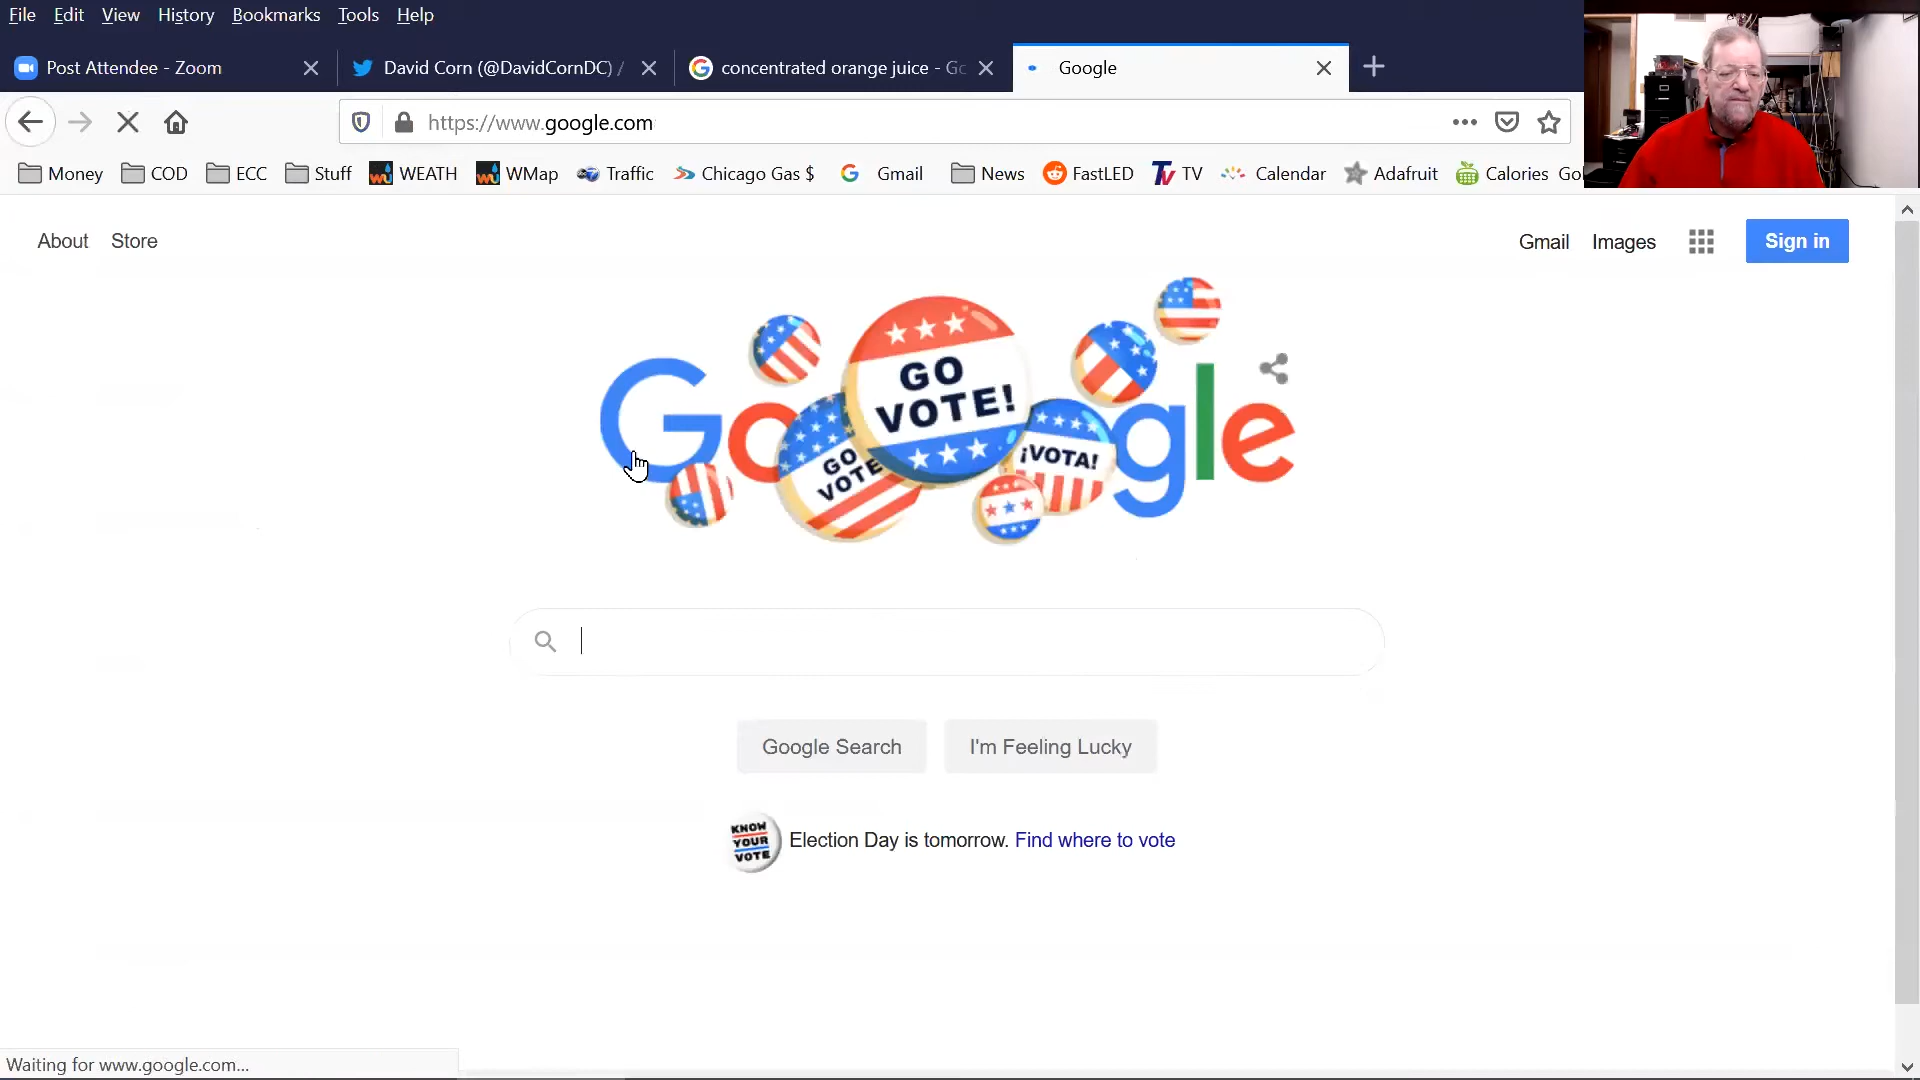 File Edit View History Bookmarks Tools Help
Post Attendee - Zoom
David Corn (@DavidCornDC) /
concentrated orange juice - Go
Google
https://www.google.com
Money COD ECC Stuff WEATH WMap Traffic Chicago Gas $ Gmail News FastLED TV Calendar Adafruit Calories Go
About Store
Gmail Images Sign in
Google
GO VOTE!
GO VOTE
¡VOTA!
Google Search I'm Feeling Lucky
KNOW YOUR VOTE
Election Day is tomorrow. Find where to vote
Waiting for www.google.com...